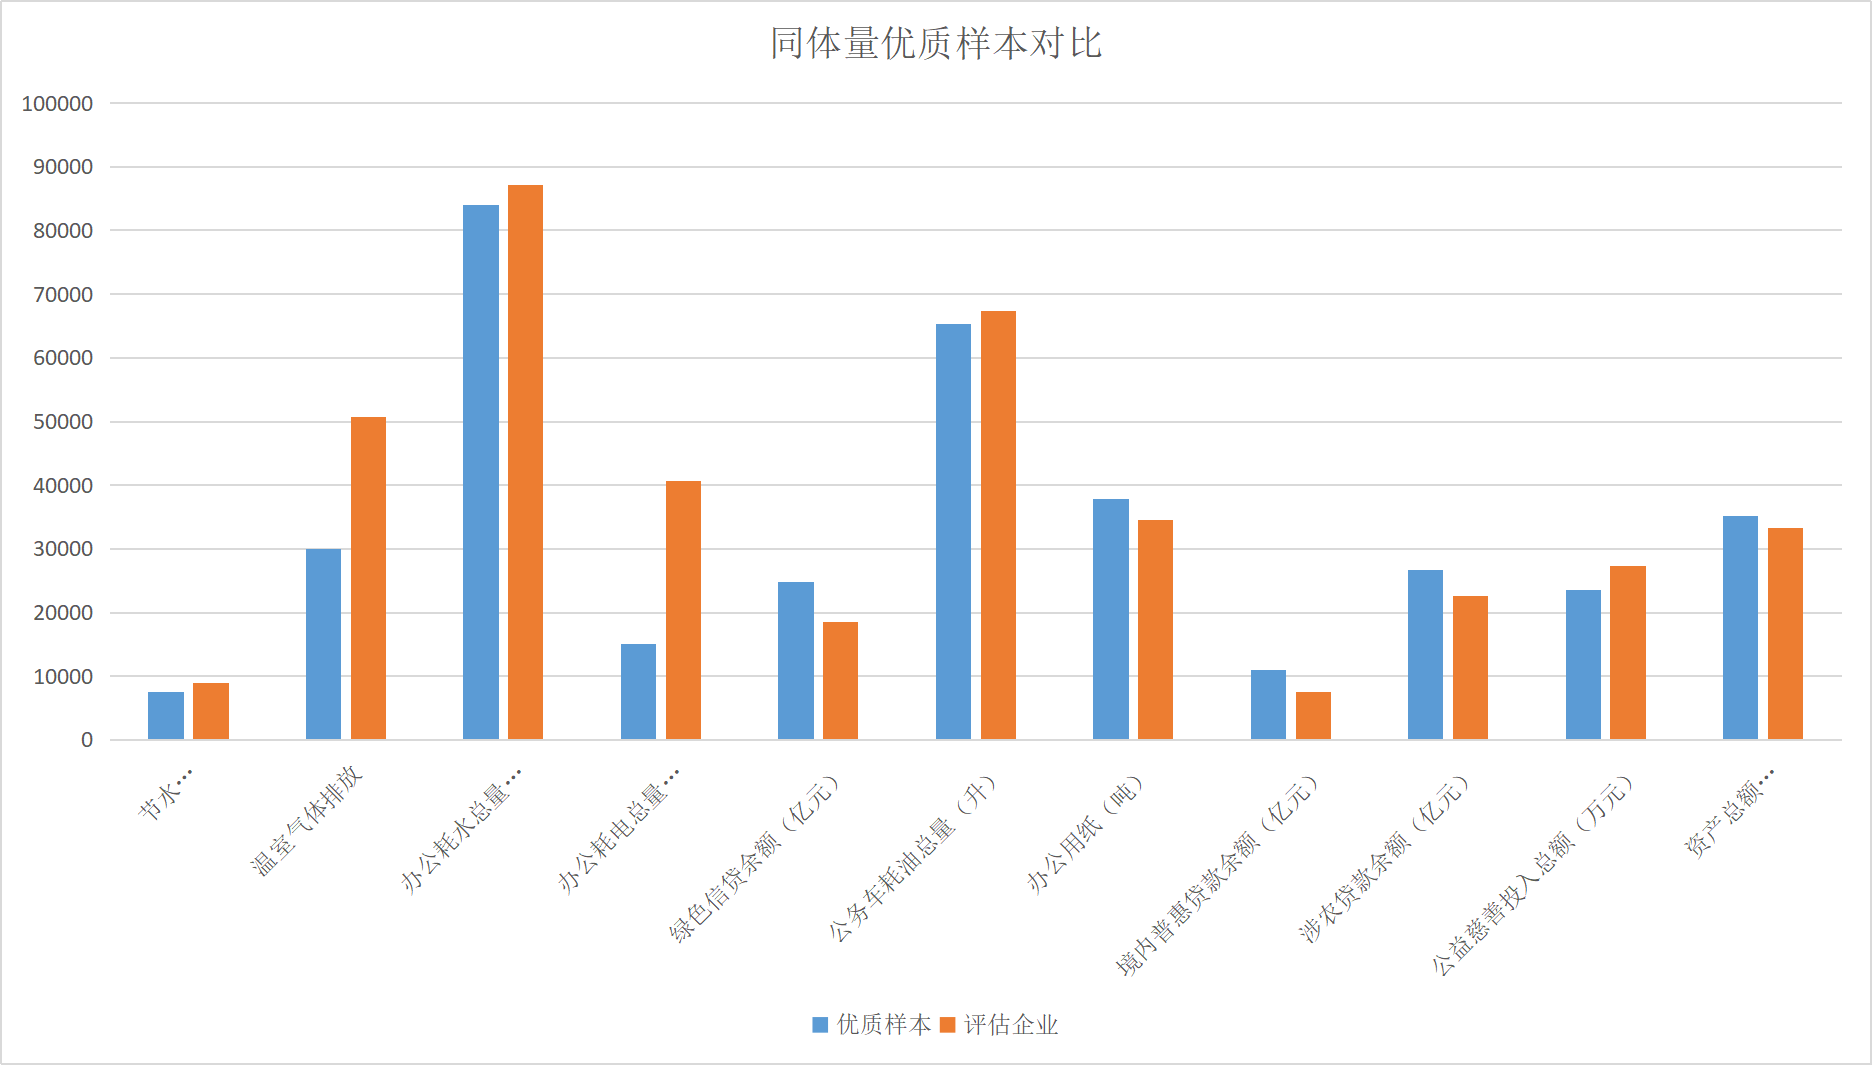 同体量优质样本对比
100000
90000
80000
70000
60000
50000
40000
30000
20000
10000
0
节水…
温室气体排放
办公耗水总量…
办公耗电总量…
绿色信贷余额（亿元）
公务车耗油总量（升）
办公用纸（吨）
境内普惠贷款余额（亿元）
涉农贷款余额（亿元）
公益慈善投入总额（万元）
资产总额…
优质样本 评估企业